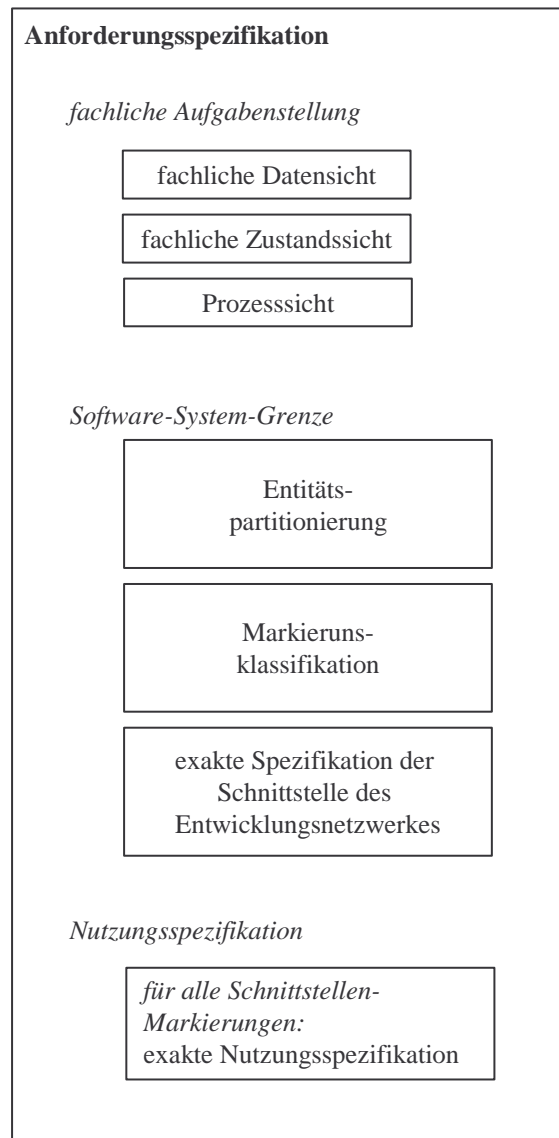 Anforderungsspezifikation
fachliche Aufgabenstellung
fachliche Datensicht
fachliche Zustandssicht
Prozesssicht
Software-System-Grenze
Entitäts-
partitionierung
Markieruns-
klassifikation
exakte Spezifikation der
Schnittstelle des
Entwicklungsnetzwerkes
Nutzungsspezifikation
für alle Schnittstellen-
Markierungen:
exakte Nutzungsspezifikation